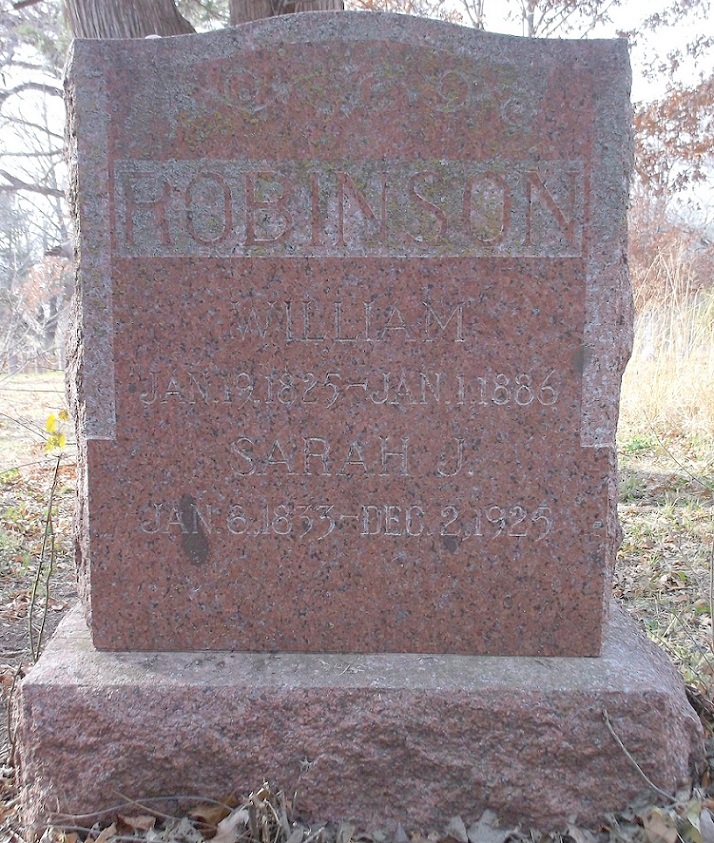 ROBINSON
WILLIAM
JAN. 19, 1825 – JAN. 1, 1886
SARAH J.
JAN. 6, 1833 – DEC. 2, 1925